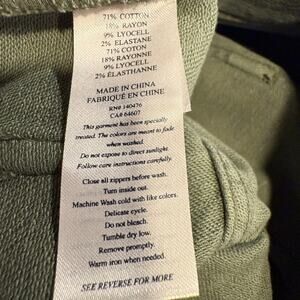 71% COTTON
18% RAYON
9% LYOCELL
2% ELASTANE
71% COTON
18% RAYONNE
9% LYOCELL
2% ÉLASTHANNE
MADE IN CHINA
FABRIQUÉ EN CHINE
RN# 140476
CA# 64607
This garment has been specially
treated. The colors are meant to fade
when washed.
Do not expose to direct sunlight.
Follow care instructions carefully.
Close all zippers before wash.
Turn inside out.
Machine Wash cold with like colors.
Delicate cycle.
Do not bleach.
Tumble dry low.
Remove promptly.
Warm iron when needed.
SEE REVERSE FOR MORE